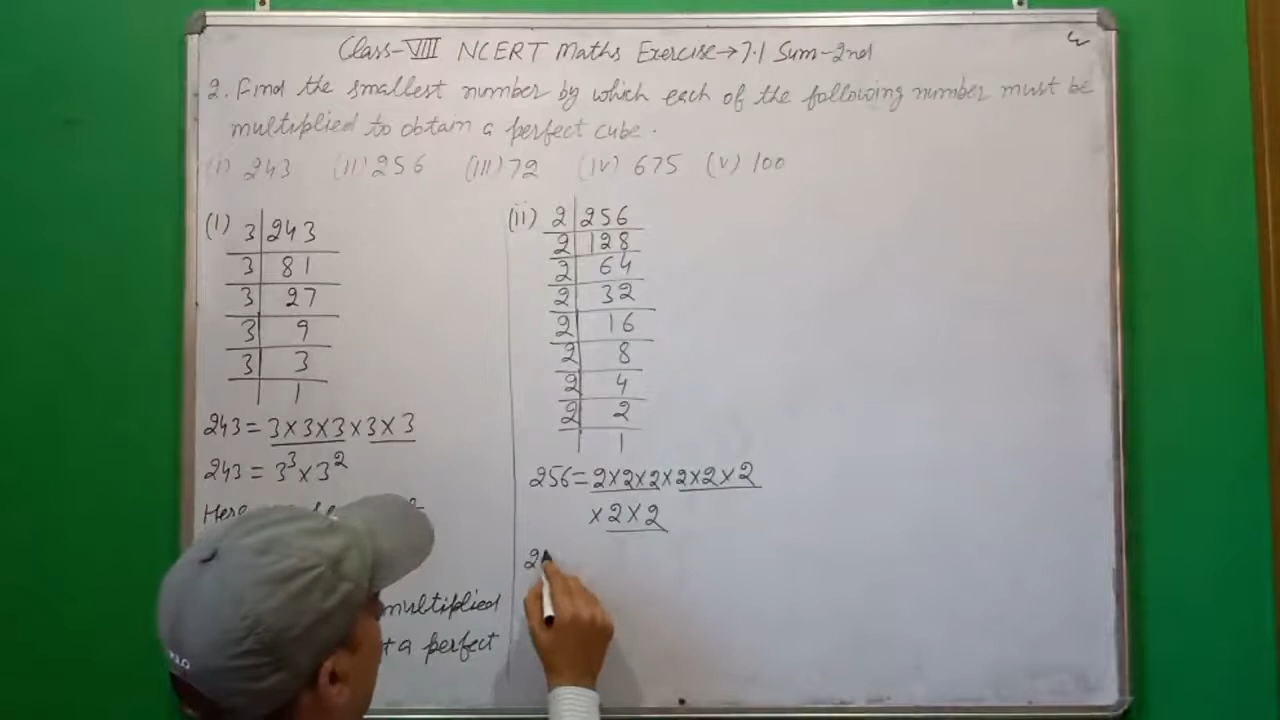 Class-VIII NCERT Maths Exercise→7.1 Sum-2nd
2. Find the smallest number by which each of the following number must be
multiplied to obtain a perfect cube.
(i) 243 (ii) 256 (iii) 72 (iv) 675 (v) 100
(i) 3 243
3 81
3 27
3 9
3 3
1
243 = 3×3×3×3×3
243 = 3³×3²
Here
multiplied
a perfect
(ii) 2 256
2 128
2 64
2 32
2 16
2 8
2 4
2 2
1
256=2×2×2×2×2×2
×2×2
2